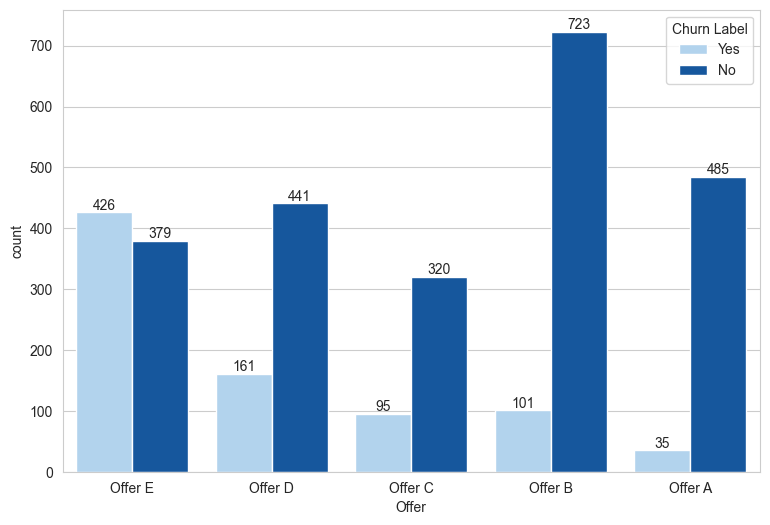 723
Churn Label
Yes
No
700
600
500
400
300
200
100
0
count
426
379
161
441
95
320
101
35
485
Offer E
Offer D
Offer C
Offer B
Offer A
Offer